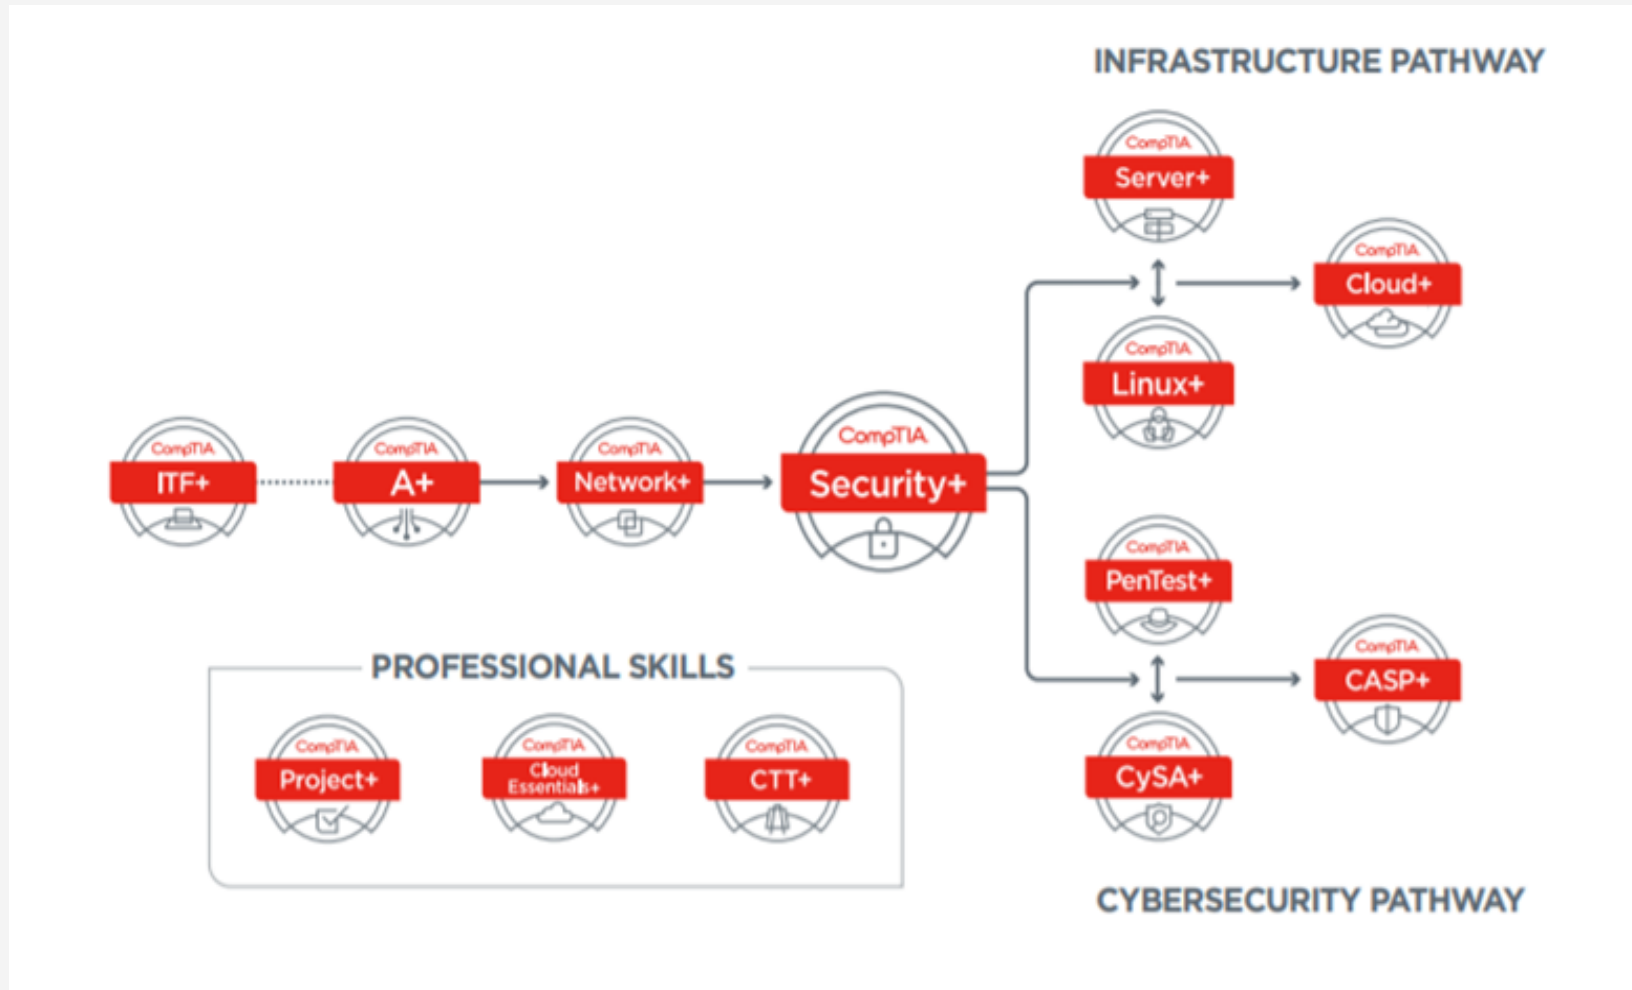 INFRASTRUCTURE PATHWAY
CompTIA
Server+
CompTIA
Cloud+
CompTIA
Linux+
CompTIA
ITF+
CompTIA
A+
CompTIA
Network+
CompTIA
Security+
CompTIA
PenTest+
CompTIA
CASP+
CompTIA
CySA+
CYBERSECURITY PATHWAY
PROFESSIONAL SKILLS
CompTIA
Project+
CompTIA
Cloud
Essentials+
CompTIA
CTT+